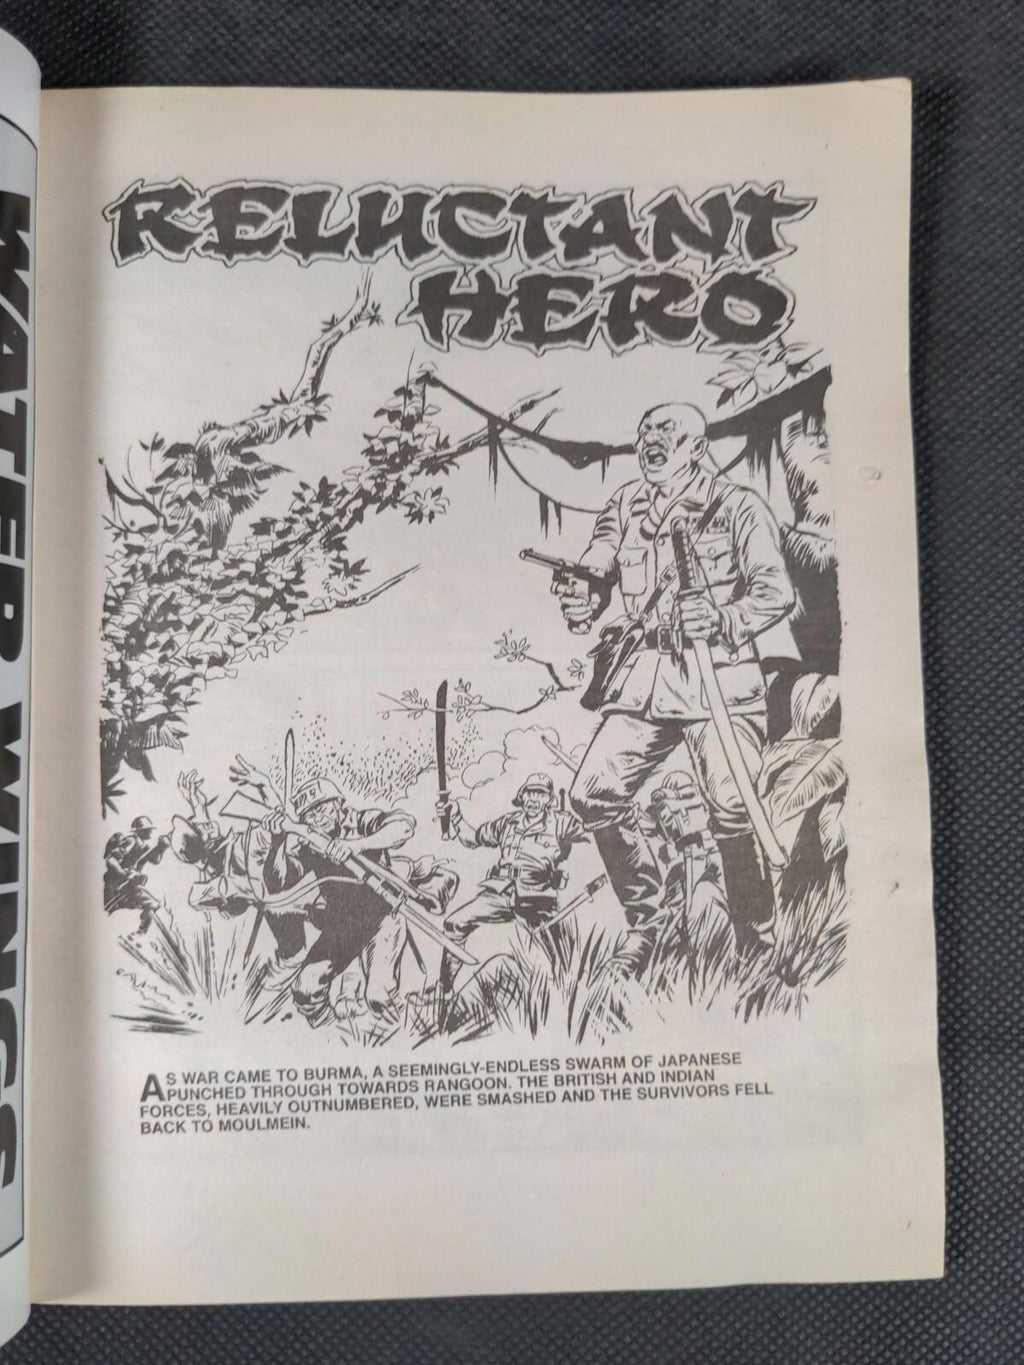 WATER WINGS
RELUCTANT
HERO
AS WAR CAME TO BURMA, A SEEMINGLY-ENDLESS SWARM OF JAPANESE
PUNCHED THROUGH TOWARDS RANGOON. THE BRITISH AND INDIAN
FORCES, HEAVILY OUTNUMBERED, WERE SMASHED AND THE SURVIVORS FELL
BACK TO MOULMEIN.